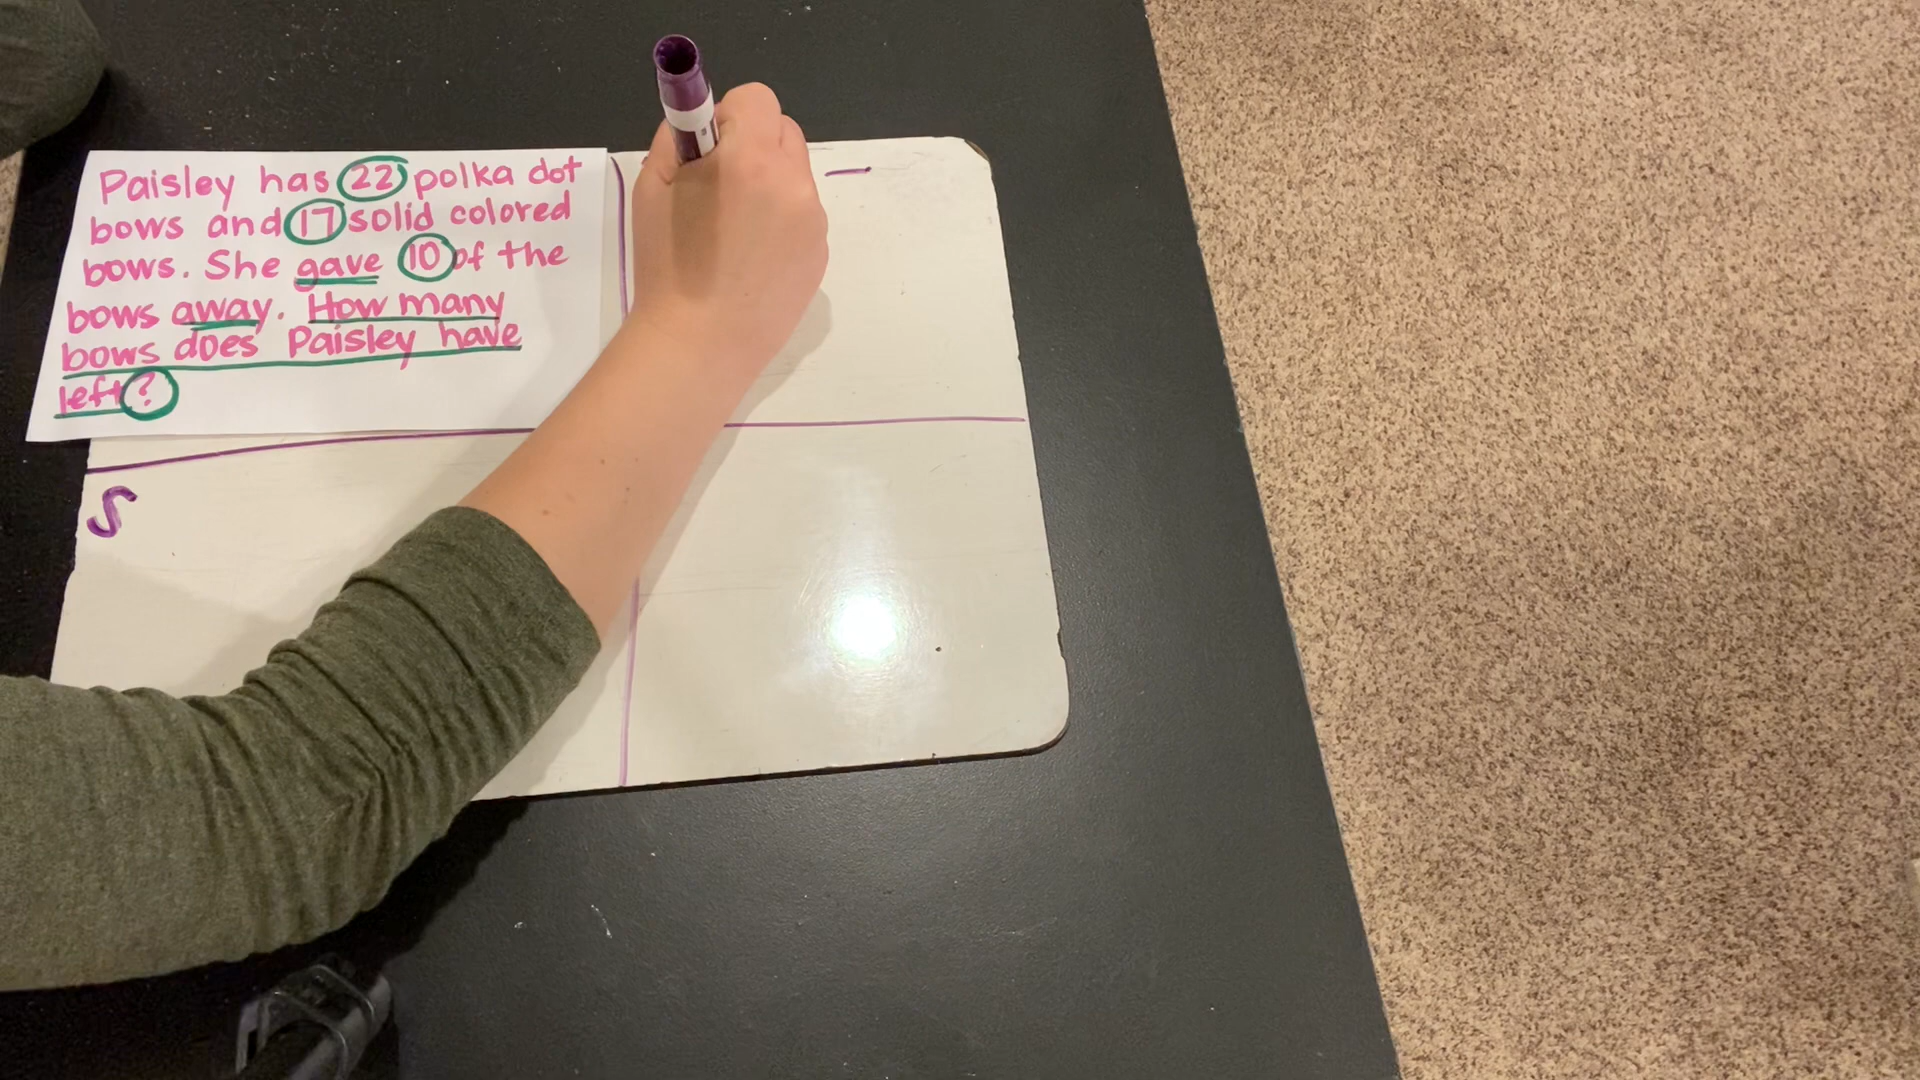 Paisley has 22 polka dot
bows and 17 solid colored
bows. She gave 10 of the
bows away. How many
bows does Paisley have
left?
S